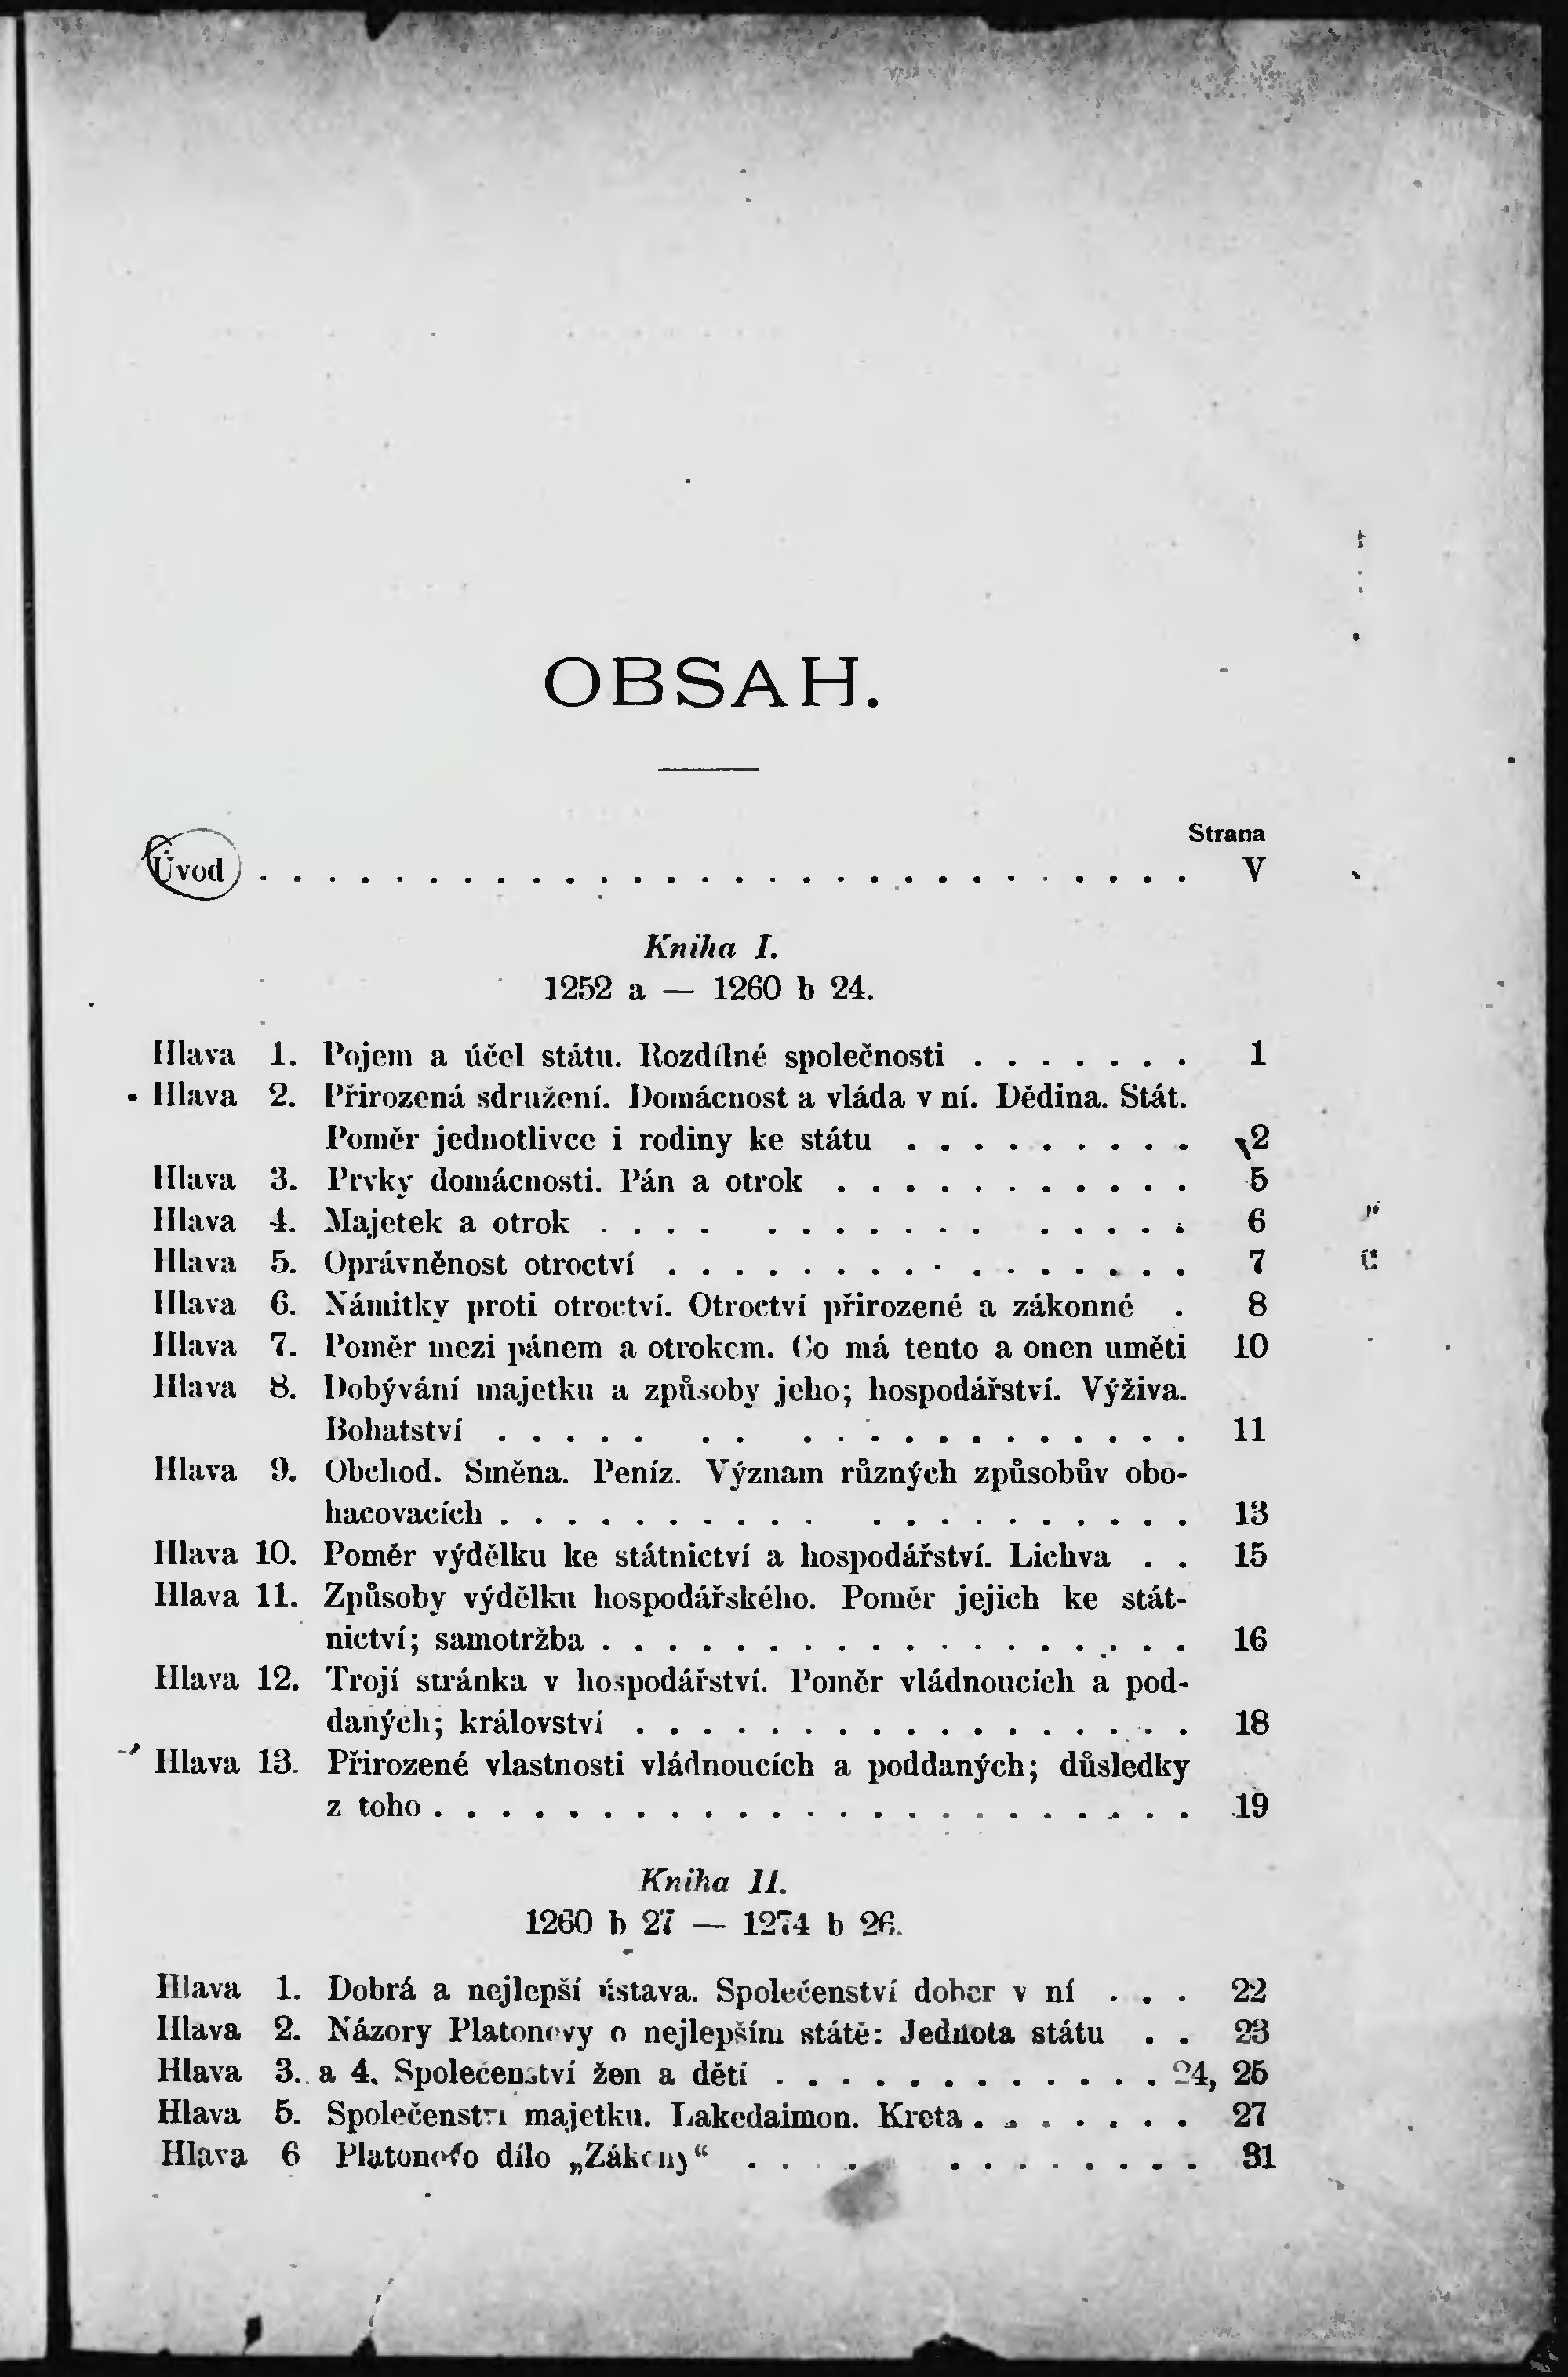 OBSAH.
Strana
Úvod . . . . . . . . . . . . . . . . . . . . . . . . . . . . V
Kniha I.
1252 a — 1260 b 24.
Hlava 1. Pojem a účel státu. Rozdílné společnosti . . . . . . . 1
Hlava 2. Přirozená sdružení. Domácnost a vláda v ní. Dědina. Stát.
Poměr jednotlivce i rodiny ke státu . . . . . . . . . 2
Hlava 3. Prvky domácnosti. Pán a otrok . . . . . . . . . . . 5
Hlava 4. Majetek a otrok . . . . . . . . . . . . . . . . 6
Hlava 5. Oprávněnost otroctví . . . . . . . . . . . . . . . . 7
Hlava 6. Námitky proti otroctví. Otroctví přirozené a zákonné . 8
Hlava 7. Poměr mezi pánem a otrokem. Co má tento a onen uměti 10
Hlava 8. Dobývání majetku a způsoby jeho; hospodářství. Výživa.
Bohatství . . . . . . . . . . . . . . . . . . . 11
Hlava 9. Obchod. Směna. Peníz. Význam různých způsobův obo-
hacovacích . . . . . . . . . . . . . . . . . . . . 13
Hlava 10. Poměr výdělku ke státnictví a hospodářství. Lichva . . 15
Hlava 11. Způsoby výdělku hospodářského. Poměr jejich ke stát-
nictví; samotržba . . . . . . . . . . . . . . . . . . 16
Hlava 12. Trojí stránka v hospodářství. Poměr vládnoucích a pod-
daných; království . . . . . . . . . . . . . . . . . 18
Hlava 13. Přirozené vlastnosti vládnoucích a poddaných; důsledky
z toho . . . . . . . . . . . . . . . . . . . . . . . 19
Kniha II.
1260 b 27 — 1274 b 26.
Hlava 1. Dobrá a nejlepší ústava. Společenství dober v ní . . . 22
Hlava 2. Názory Platonovy o nejlepším státě: Jednota státu . . 23
Hlava 3. a 4. Společenství žen a dětí . . . . . . . . . . . . 24, 25
Hlava 5. Společenství majetku. Lakedaimon. Kreta . . . . . . . 27
Hlava 6 Platonovo dílo „Zákony“ . . . . . . . . . . . . 31